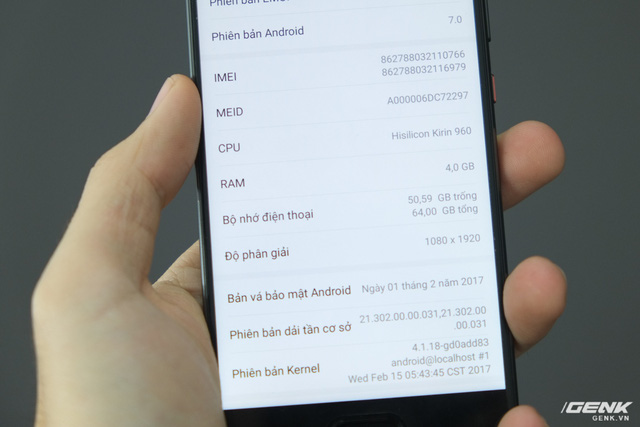 Phiên bản EMUI
Phiên bản Android 7.0
IMEI 862788032110766
862788032116979
MEID A000006DC72297
CPU Hisilicon Kirin 960
RAM 4,0 GB
Bộ nhớ điện thoại 50,59 GB trống
64,00 GB tổng
Độ phân giải 1080 x 1920
Bản vá bảo mật Android Ngày 01 tháng 2 năm 2017
Phiên bản dải tần cơ sở 21.302.00.00.031,21.302.00
.00.031
Phiên bản Kernel 4.1.18-gd0add83
android@localhost #1
Wed Feb 15 05:43:45 CST 2017
GENK
GENK.VN